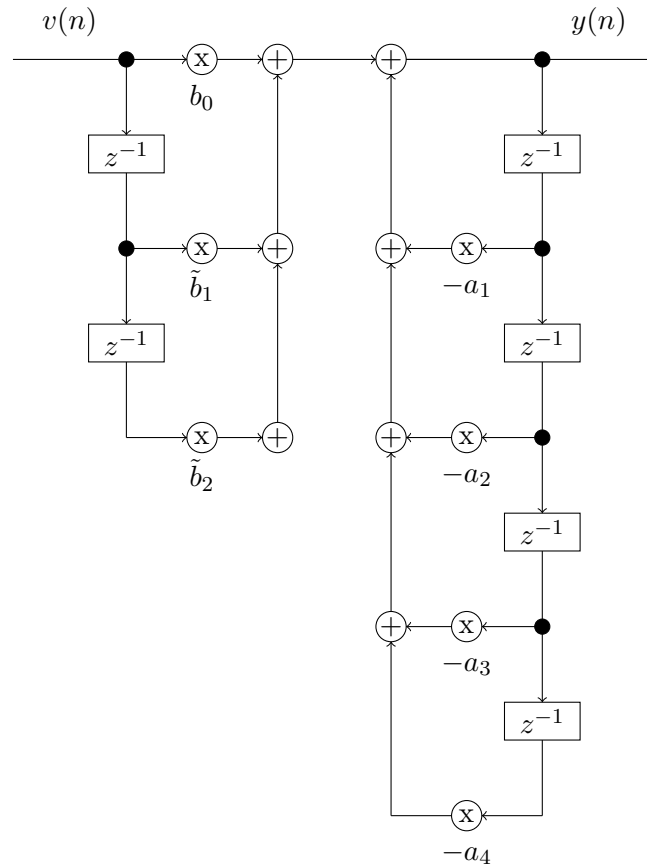 v(n) y(n)
x + +
b₀
z⁻¹ z⁻¹
x + + x
b̃₁ −a₁
z⁻¹ z⁻¹
x + + x
b̃₂ −a₂
z⁻¹
+ x
−a₃
z⁻¹
x
−a₄